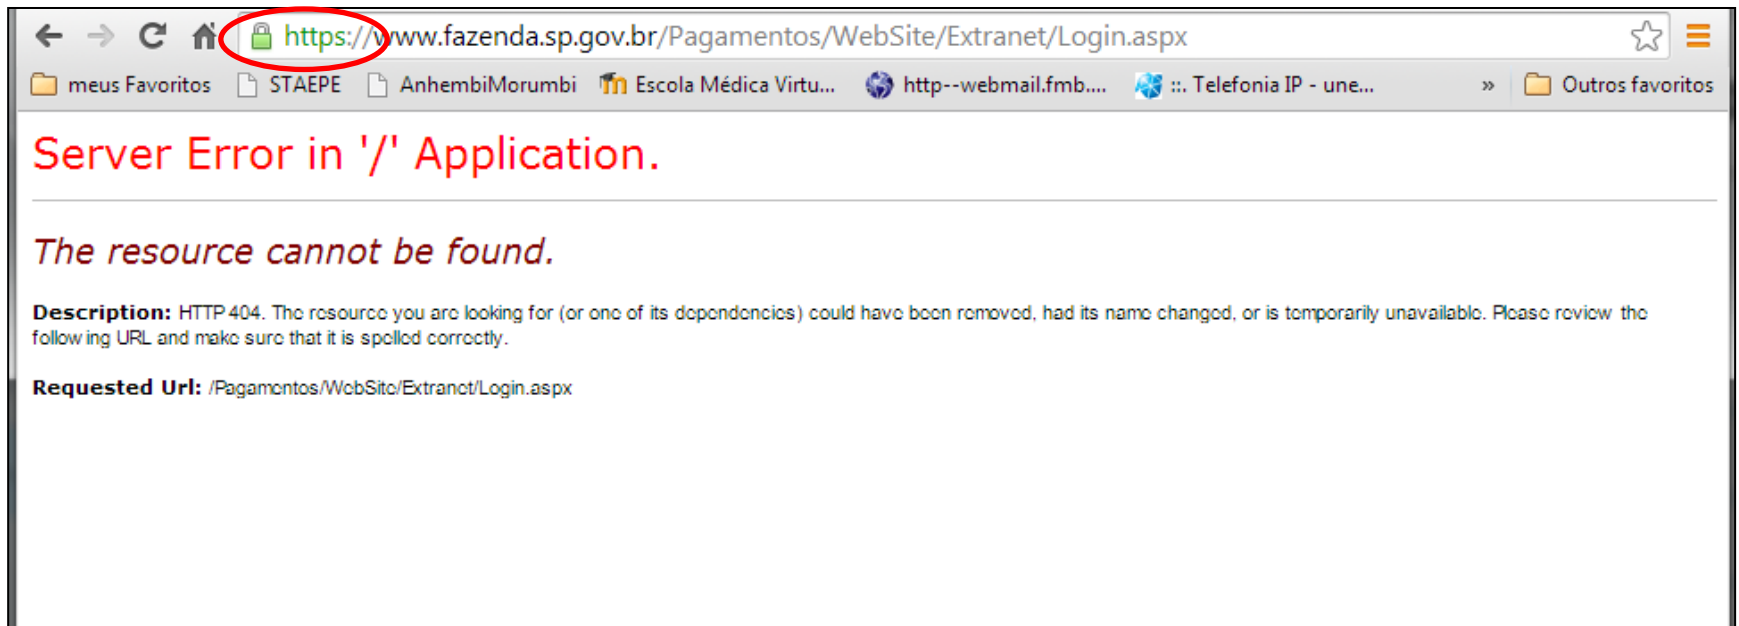 https://www.fazenda.sp.gov.br/Pagamentos/WebSite/Extranet/Login.aspx
meus Favoritos STAEPE AnhembiMorumbi Escola Médica Virtu... http--webmail.fmb.... ::. Telefonia IP - une... » Outros favoritos
Server Error in '/' Application.
The resource cannot be found.
Description: HTTP 404. The resource you are looking for (or one of its dependencies) could have been removed, had its name changed, or is temporarily unavailable. Please review the
following URL and make sure that it is spelled correctly.
Requested Url: /Pagamentos/WebSite/Extranet/Login.aspx